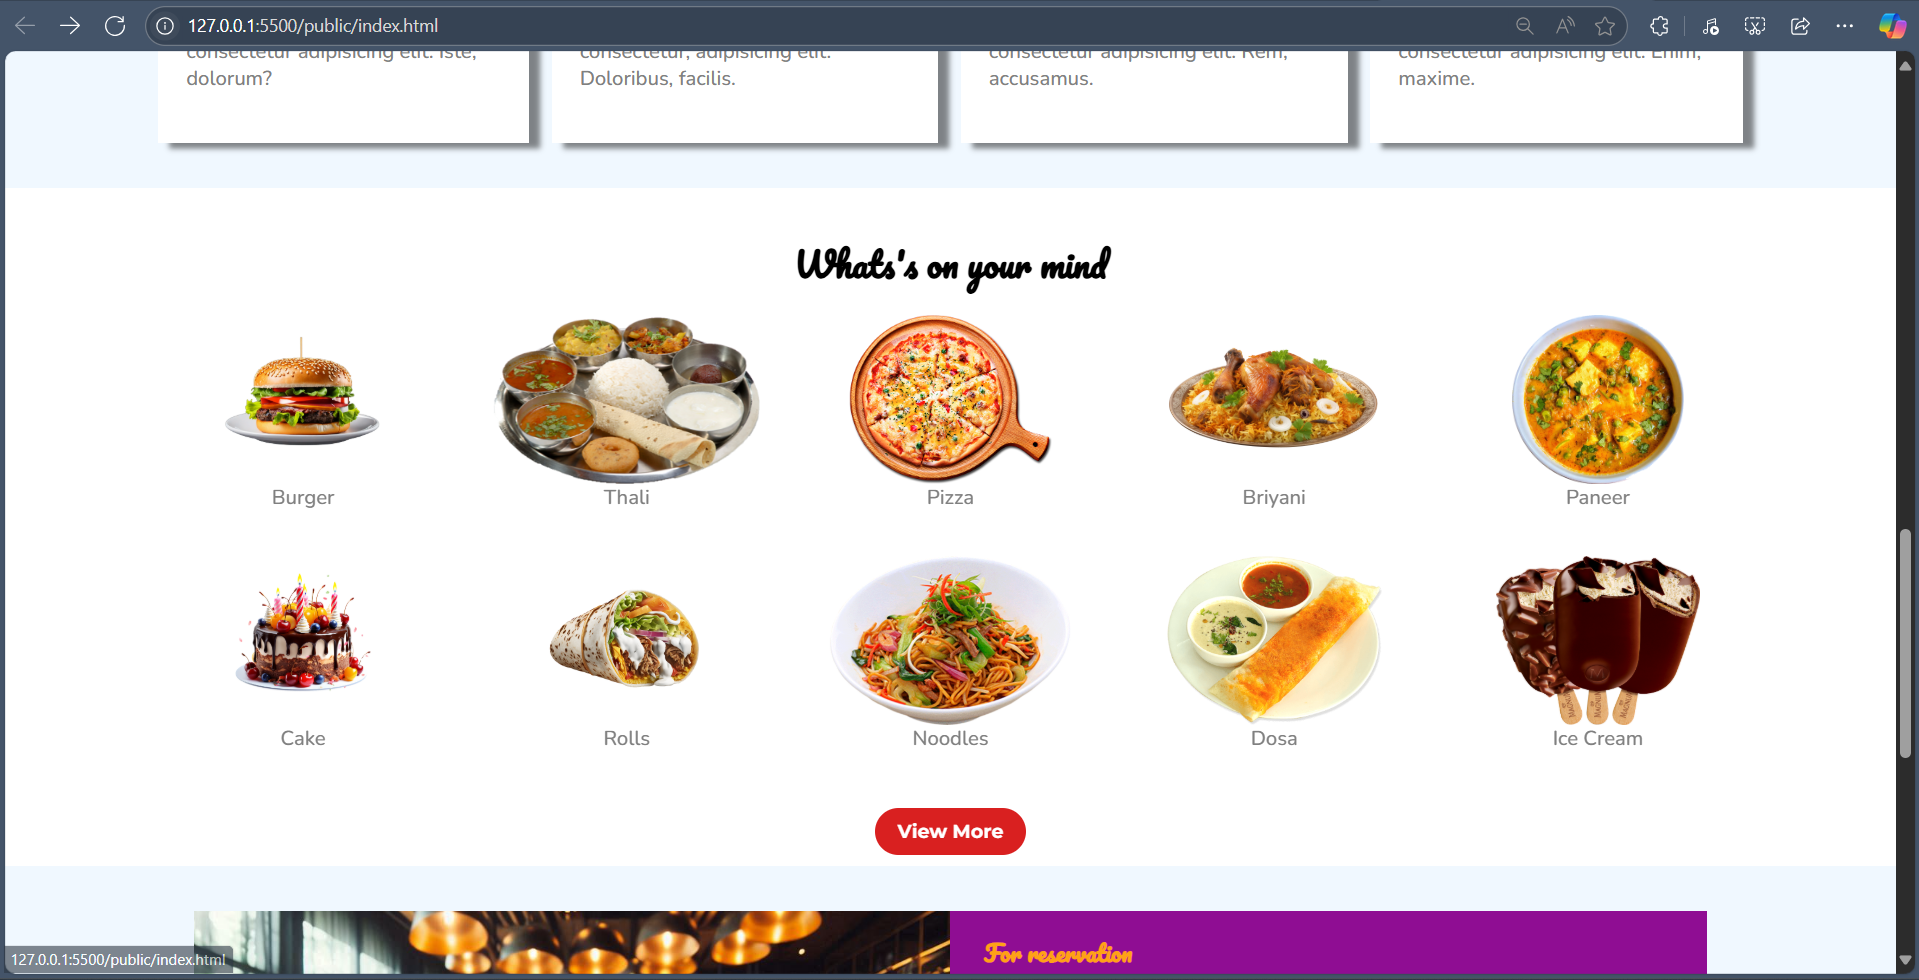 127.0.0.1:5500/public/index.html
consectetur adipisicing elit. Iste,
dolorum?
consectetur, adipisicing elit.
Doloribus, facilis.
consectetur adipisicing elit. Rem,
accusamus.
consectetur adipisicing elit. Enim,
maxime.
Whats's on your mind
Burger
Thali
Pizza
Briyani
Paneer
Cake
Rolls
Noodles
Dosa
Ice Cream
View More
For reservation
127.0.0.1:5500/public/index.html